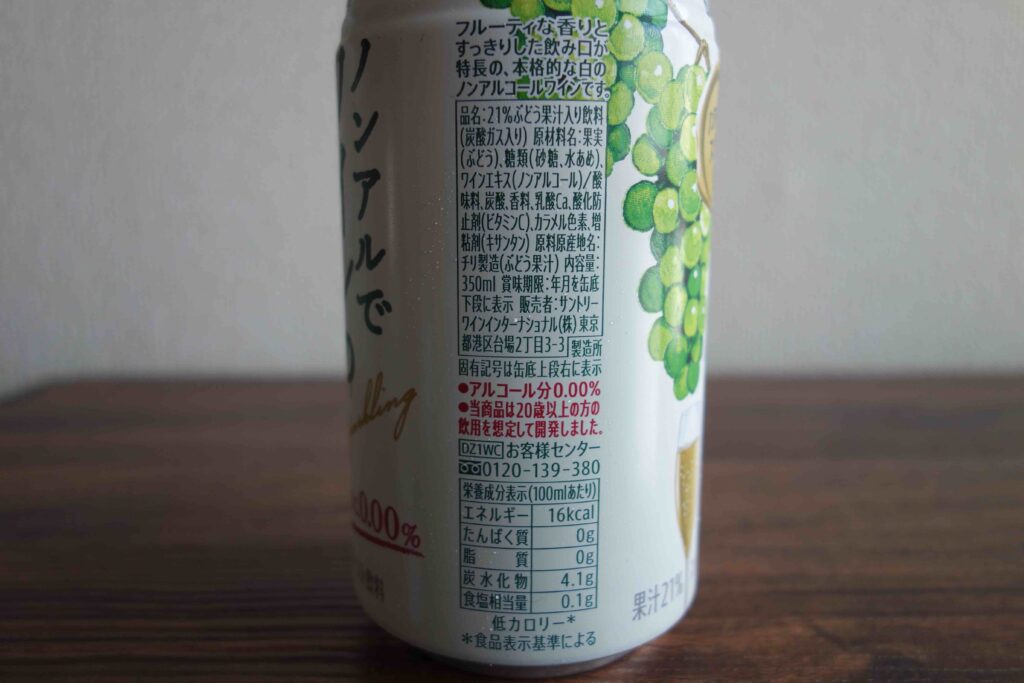 フルーティな香りと
すっきりした飲み口が
特長の、本格的な白の
ノンアルコールワインです。
品名:21%ぶどう果汁入り飲料
(炭酸ガス入り) 原材料名:果実
(ぶどう)、糖類(砂糖、水あめ)、
ワインエキス(ノンアルコール)/酸
味料、炭酸、香料、乳酸Ca、酸化防
止剤(ビタミンC)、カラメル色素、増
粘剤(キサンタン) 原料原産地名:
チリ製造(ぶどう果汁) 内容量:
350ml 賞味期限:年月を缶底
下段に表示 販売者:サントリー
ワインインターナショナル(株)東京
都港区台場2丁目3-3 製造所
固有記号は缶底上段右に表示
●アルコール分0.00%
●当商品は20歳以上の方の
飲用を想定して開発しました。
DZ1WC お客様センター
0120-139-380
栄養成分表示(100mlあたり)
エネルギー 16kcal
たんぱく質 0g
脂質 0g
炭水化物 4.1g
食塩相当量 0.1g
低カロリー*
*食品表示基準による
ノンアルで
0.00%
飲料
果汁21%